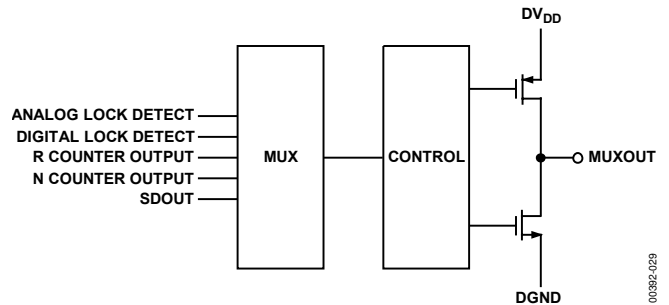 DVDD
ANALOG LOCK DETECT
DIGITAL LOCK DETECT
R COUNTER OUTPUT
N COUNTER OUTPUT
SDOUT
MUX
CONTROL
MUXOUT
DGND
00392-029